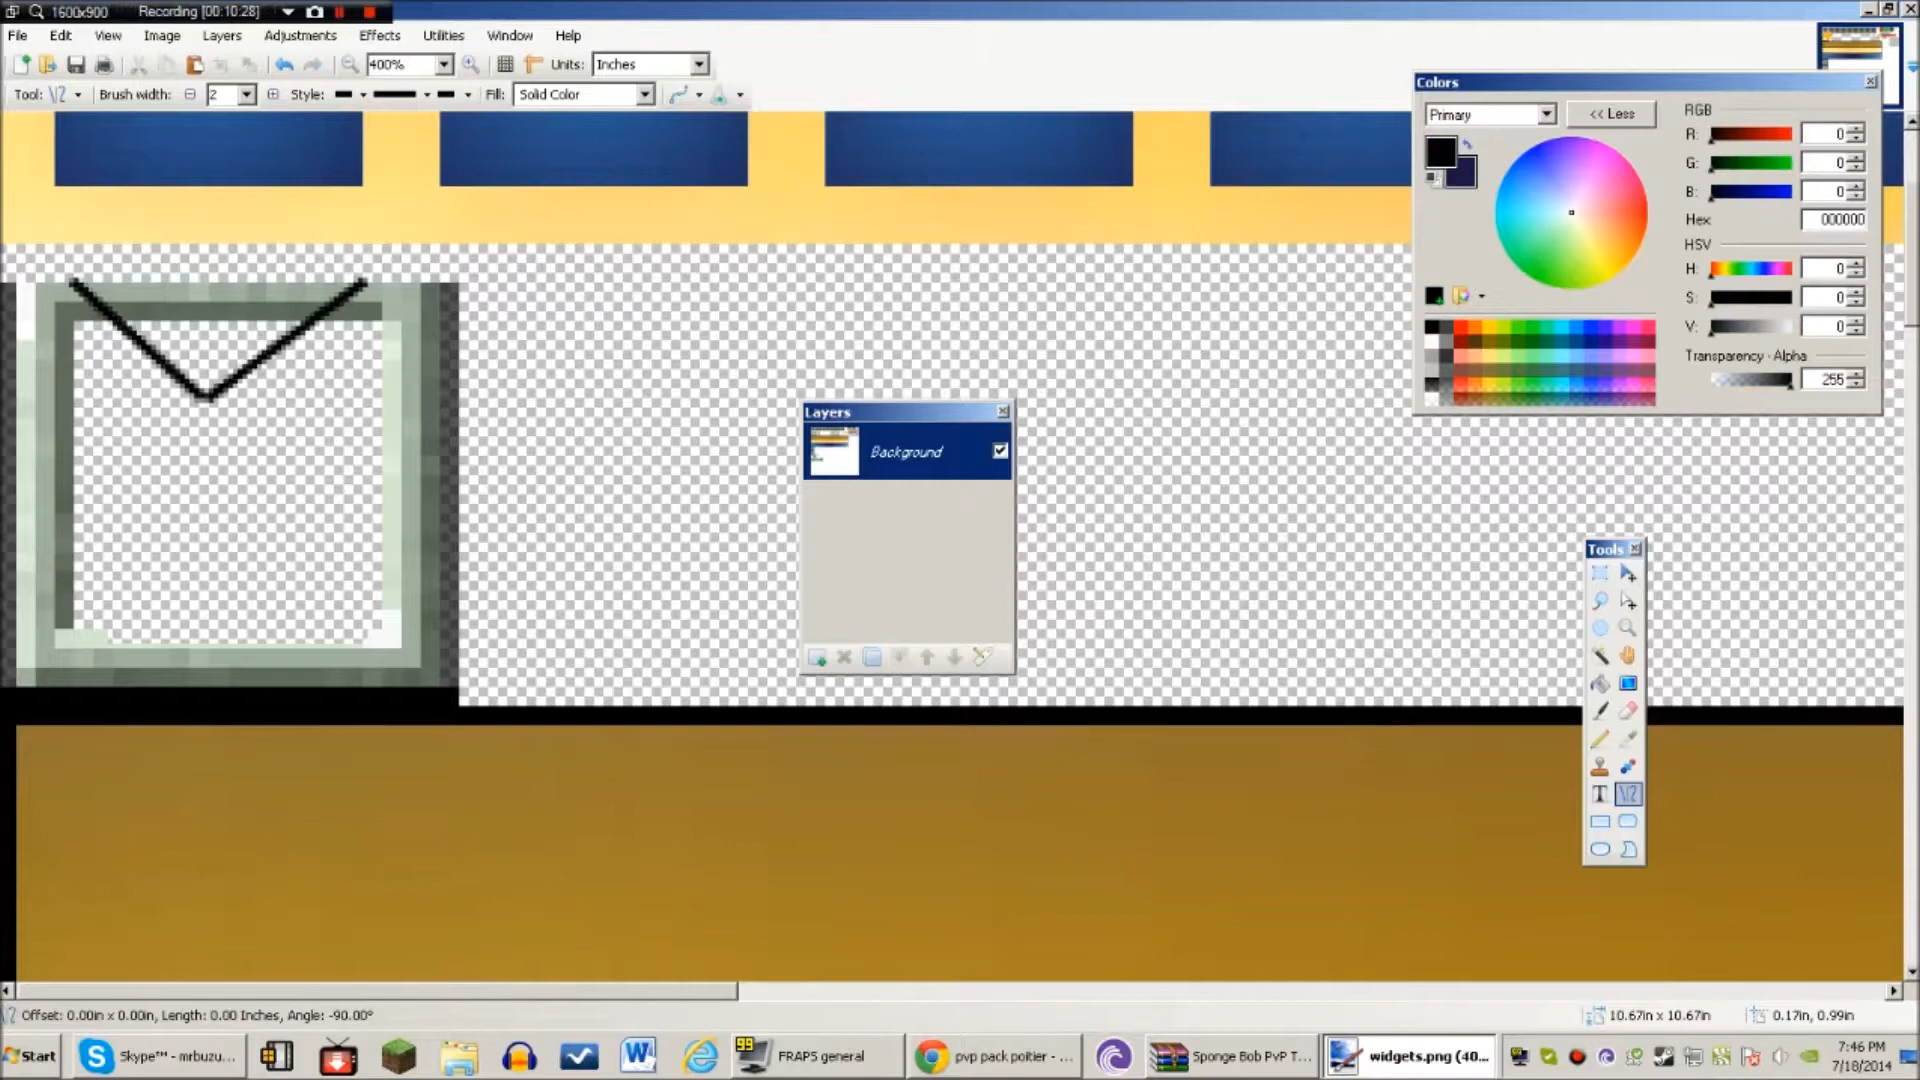 1600x900 Recording [00:10:28]
File Edit View Image Layers Adjustments Effects Utilities Window Help
400% Units: Inches
Tool: Brush width: 2 Style: Fill: Solid Color
Colors
Primary << Less
RGB
R: 0
G: 0
B: 0
Hex 000000
HSV
H: 0
S: 0
V: 0
Transparency - Alpha
255
Layers
Background
Tools
T
Offset: 0.00in x 0.00in, Length: 0.00 Inches, Angle: -90.00°
10.67in x 10.67in 0.17in, 0.99in
Start Skype™ - mrbuzu... 99 FRAPS general pvp pack poitier - ... Sponge Bob PvP T... widgets.png (40...
7:46 PM
7/18/2014